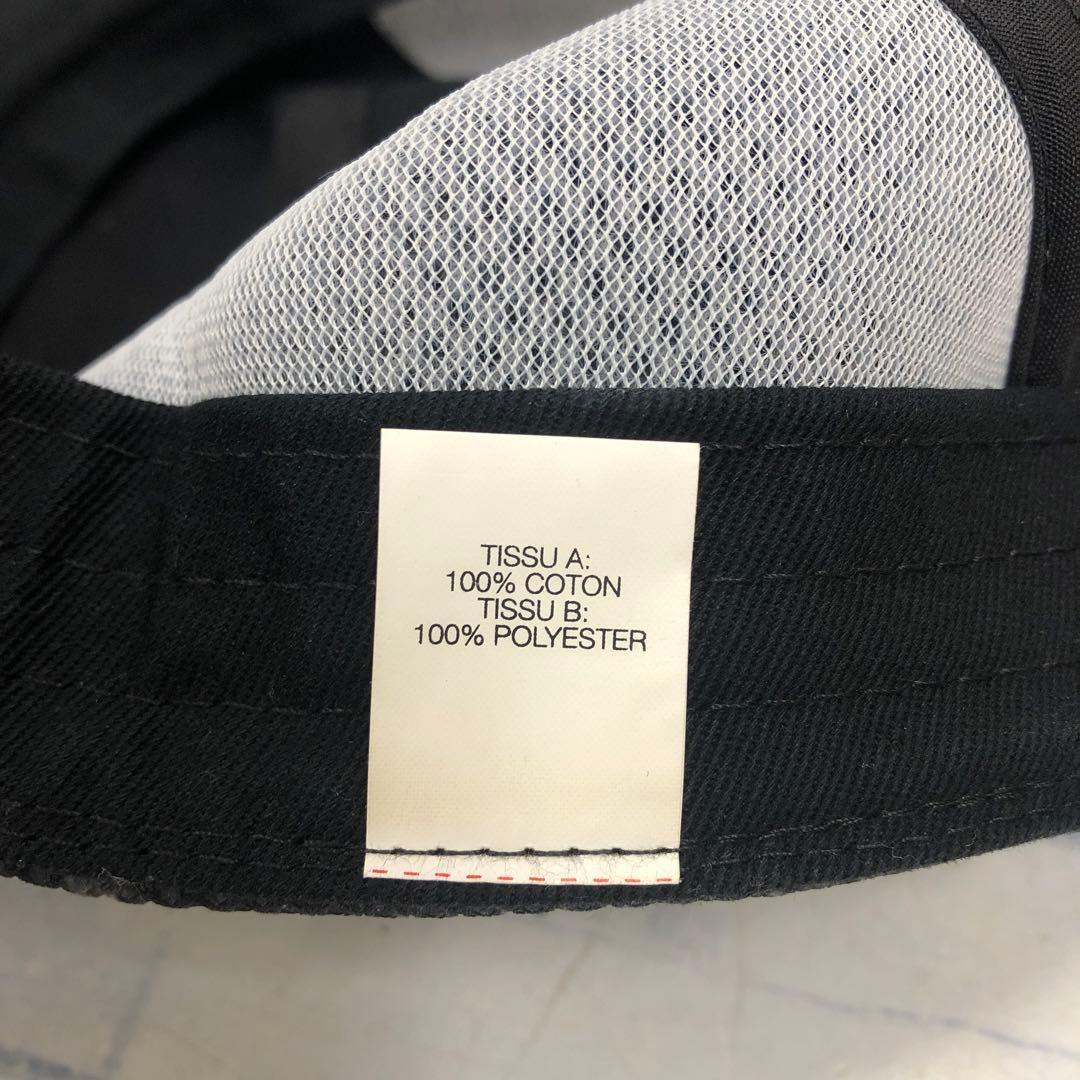 TISSU A:
100% COTON
TISSU B:
100% POLYESTER